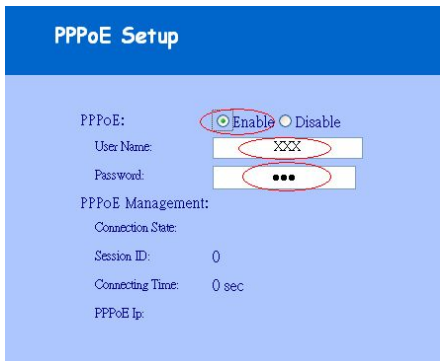 PPPoE Setup
PPPoE: Enable Disable
User Name: XXX
Password: •••
PPPoE Management:
Connection State:
Session ID: 0
Connecting Time: 0 sec
PPPoE Ip: